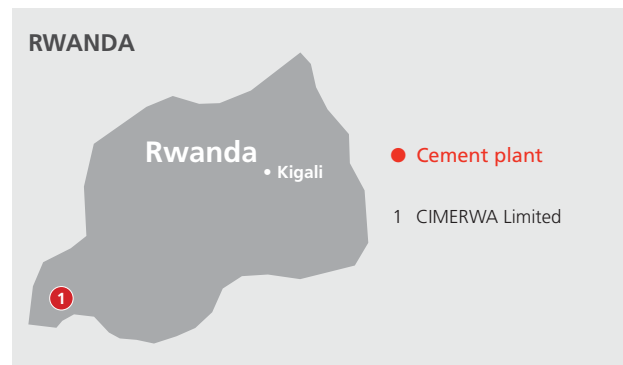 RWANDA
Rwanda
• Kigali
Cement plant
1 CIMERWA Limited
1